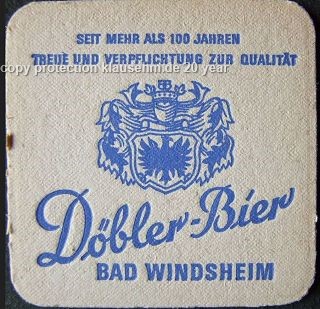 SEIT MEHR ALS 100 JAHREN
TREUE UND VERPFLICHTUNG ZUR QUALITÄT
copy protection klausehm.de 20 year
Döbler-Bier
BAD WINDSHEIM